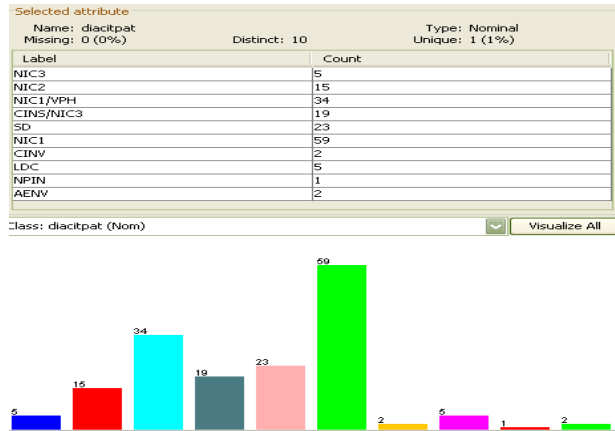 Selected attribute
Name: diacitpat Type: Nominal
Missing: 0 (0%) Distinct: 10 Unique: 1 (1%)
Label Count
NIC3 5
NIC2 15
NIC1/VPH 34
CINS/NIC3 19
SD 23
NIC1 59
CINV 2
LDC 5
NPIN 1
AENV 2
Class: diacitpat (Nom) Visualize All
59
34
23
19
15
5
5
2
2
1